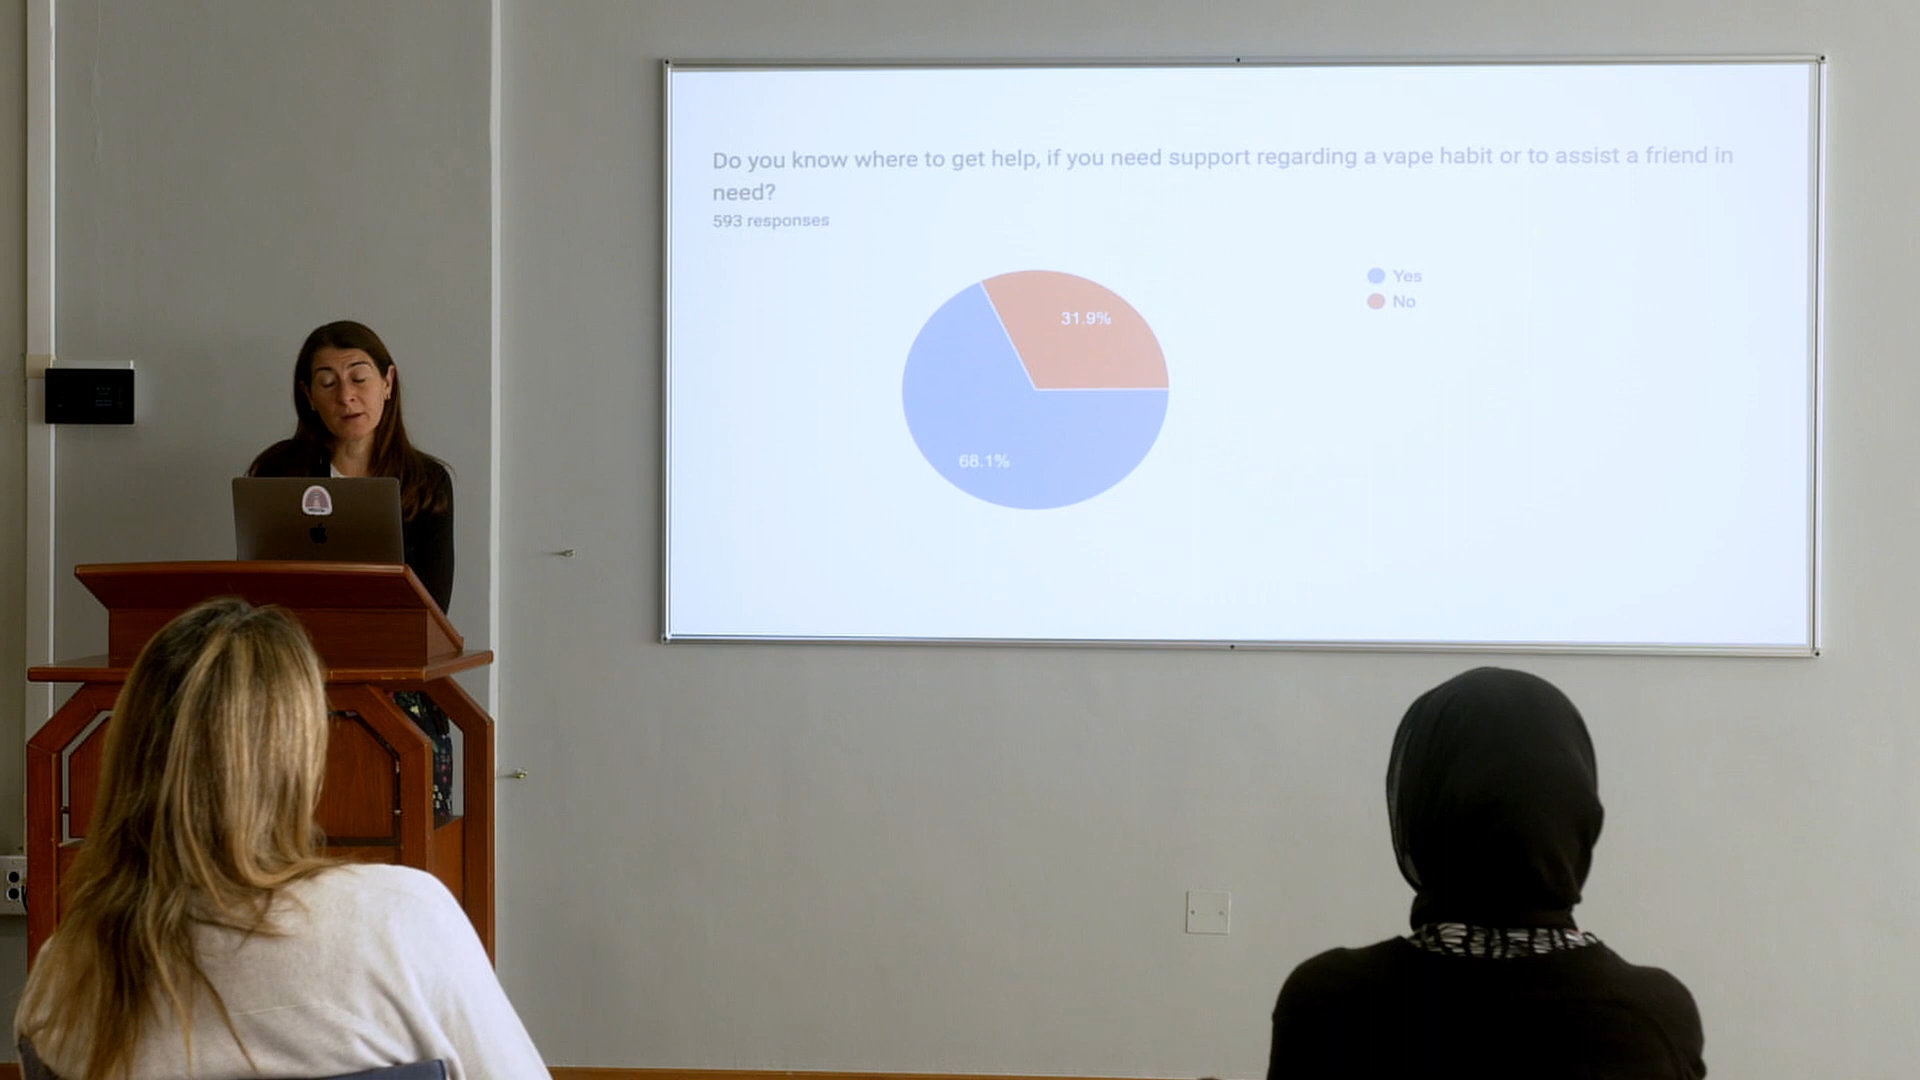 Do you know where to get help, if you need support regarding a vape habit or to assist a friend in
need?
593 responses
Yes
No
31.9%
68.1%